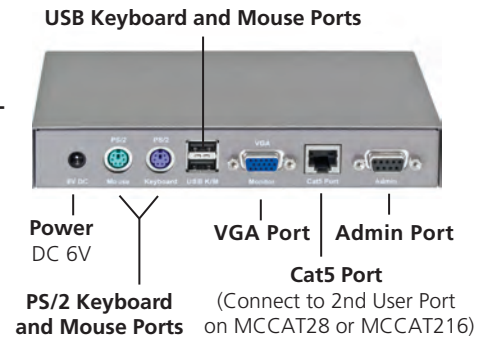 USB Keyboard and Mouse Ports
PS/2
PS/2
VGA
Mouse
Keyboard
USB K/M
Monitor
Cat5 Port
Admin
Power
DC 6V
VGA Port
Admin Port
Cat5 Port
(Connect to 2nd User Port
on MCCAT28 or MCCAT216)
PS/2 Keyboard
and Mouse Ports